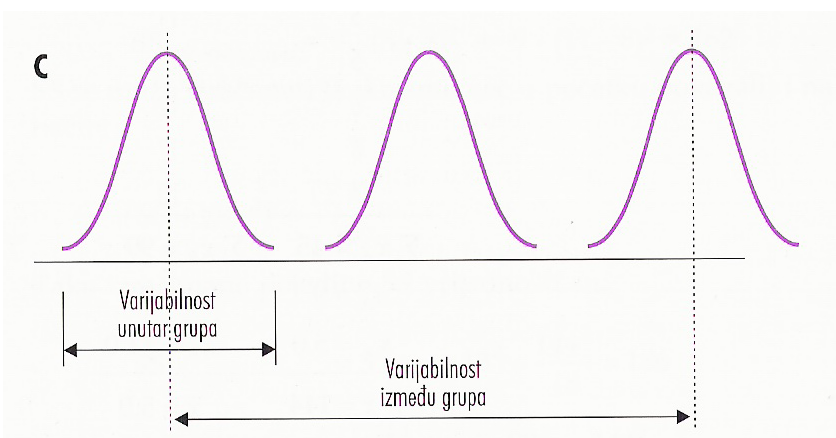 C
Varijabilnost
unutar grupa
Varijabilnost
između grupa